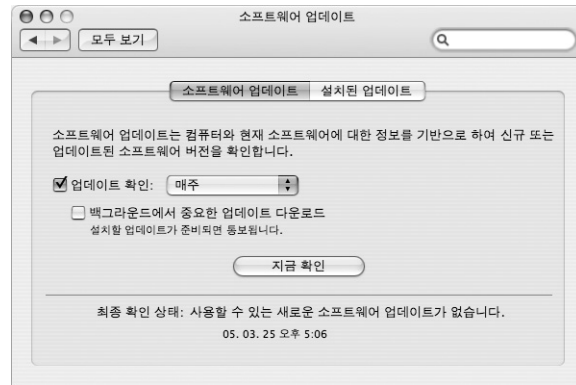 소프트웨어 업데이트
모두 보기
소프트웨어 업데이트
설치된 업데이트
소프트웨어 업데이트는 컴퓨터와 현재 소프트웨어에 대한 정보를 기반으로 하여 신규 또는
업데이트된 소프트웨어 버전을 확인합니다.
업데이트 확인: 매주
백그라운드에서 중요한 업데이트 다운로드
설치할 업데이트가 준비되면 통보됩니다.
지금 확인
최종 확인 상태: 사용할 수 있는 새로운 소프트웨어 업데이트가 없습니다.
05. 03. 25 오후 5:06